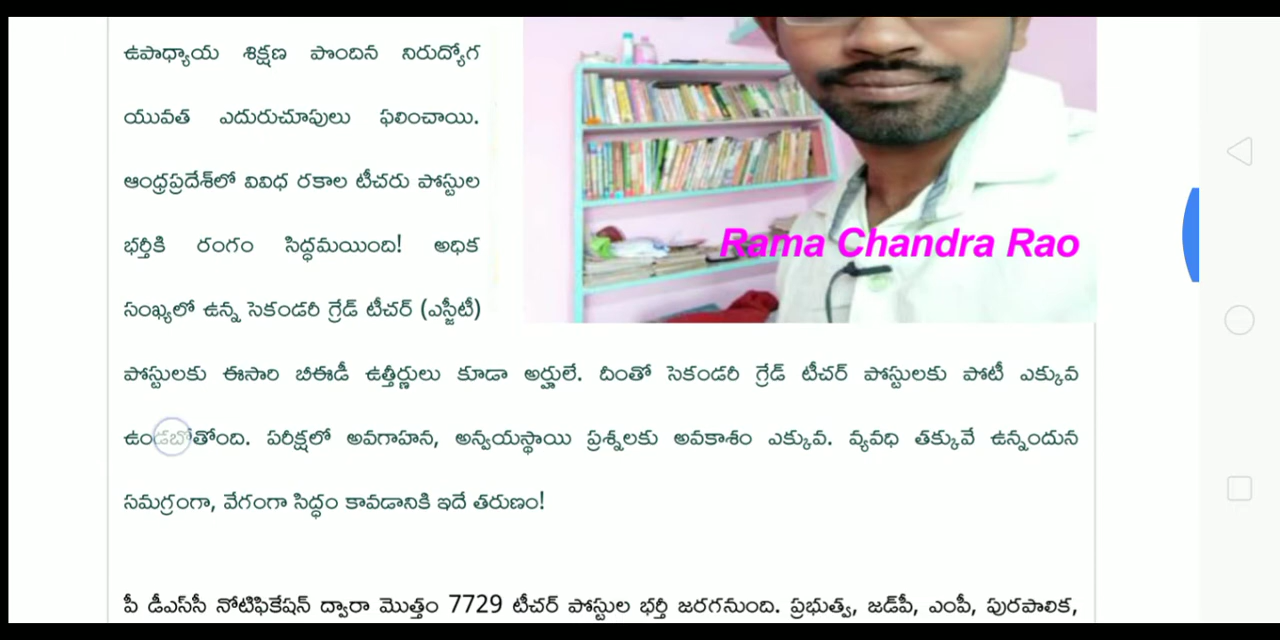 ఉపాధ్యాయ శిక్షణ పొందిన నిరుద్యోగ
యువత ఎదురుచూపులు ఫలించాయి.
ఆంధ్రప్రదేశ్‌లో వివిధ రకాల టీచరు పోస్టుల
భర్తీకి రంగం సిద్ధమయింది! అధిక
సంఖ్యలో ఉన్న సెకండరీ గ్రేడ్ టీచర్ (ఎస్జీటీ)
Rama Chandra Rao
పోస్టులకు ఈసారి బీఈడీ ఉత్తీర్ణులు కూడా అర్హులే. దీంతో సెకండరీ గ్రేడ్ టీచర్ పోస్టులకు పోటీ ఎక్కువ
ఉండబోతోంది. పరీక్షలో అవగాహన, అన్వయస్థాయి ప్రశ్నలకు అవకాశం ఎక్కువ. వ్యవధి తక్కువే ఉన్నందున
సమగ్రంగా, వేగంగా సిద్ధం కావడానికి ఇదే తరుణం!
పీ డీఎస్‌సీ నోటిఫికేషన్ ద్వారా మొత్తం 7729 టీచర్ పోస్టుల భర్తీ జరగనుంది. ప్రభుత్వ, జడ్‌పీ, ఎంపీ, పురపాలిక,